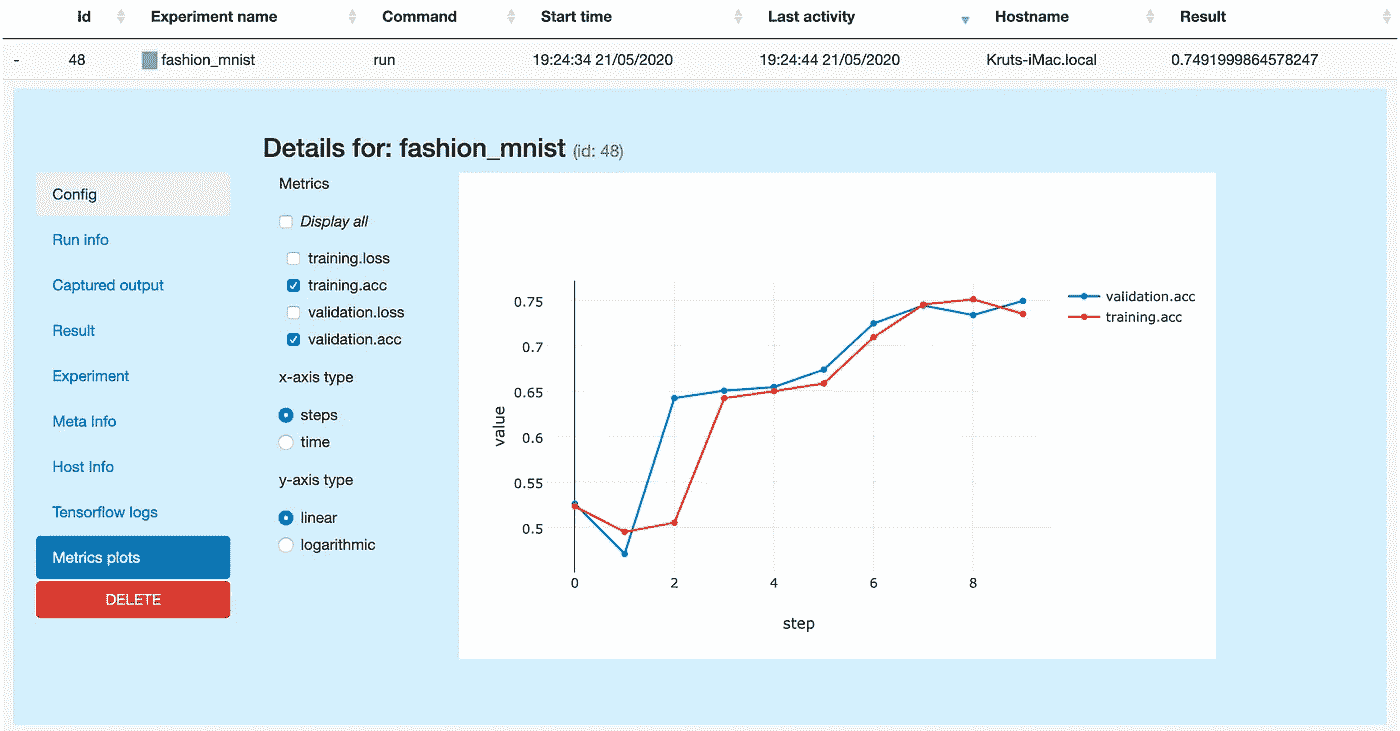 Id Experiment name Command Start time Last activity Hostname Result
- 48 fashion_mnist run 19:24:34 21/05/2020 19:24:44 21/05/2020 Kruts-iMac.local 0.7491999864578247
Details for: fashion_mnist (id: 48)
Config
Run info
Captured output
Result
Experiment
Meta Info
Host Info
Tensorflow logs
Metrics plots
DELETE
Metrics
Display all
training.loss
training.acc
validation.loss
validation.acc
x-axis type
steps
time
y-axis type
linear
logarithmic
value
0.75
0.7
0.65
0.6
0.55
0.5
0 2 4 6 8
step
validation.acc
training.acc